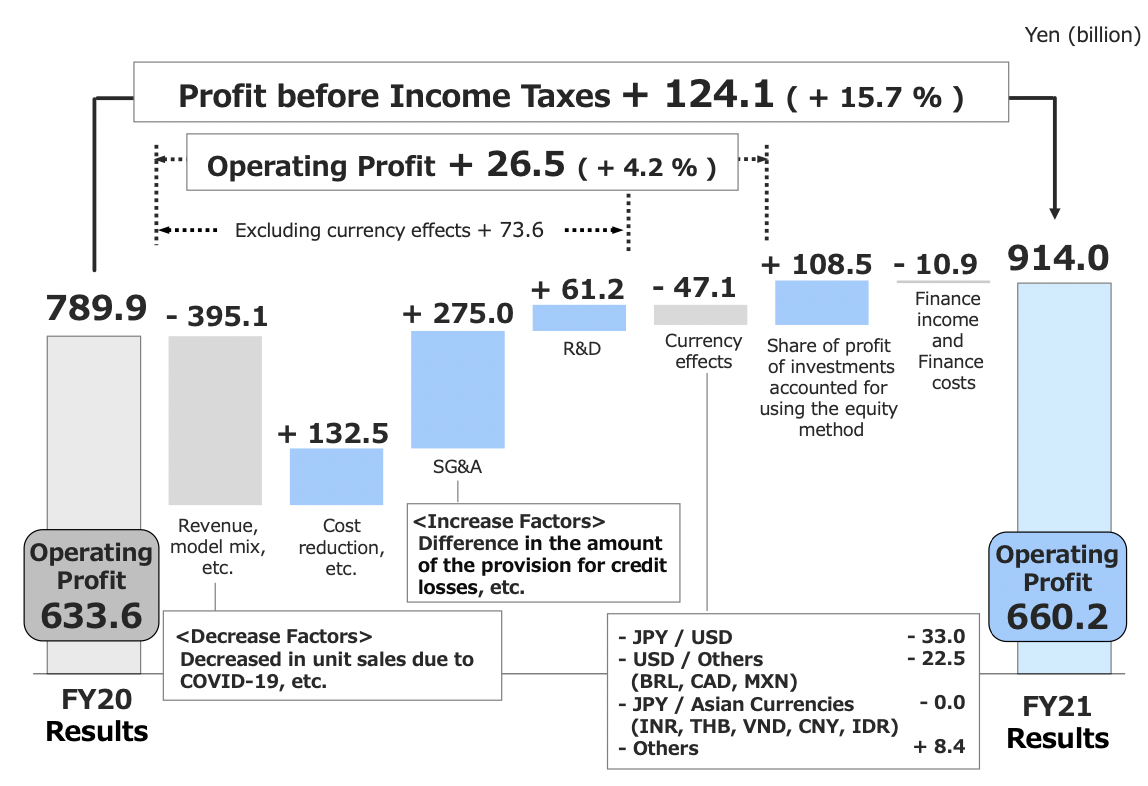 Yen (billion)
Profit before Income Taxes + 124.1 ( + 15.7 % )
Operating Profit + 26.5 ( + 4.2 % )
Excluding currency effects + 73.6
789.9
- 395.1
+ 132.5
+ 275.0
+ 61.2
- 47.1
+ 108.5
- 10.9
914.0
Revenue,
model mix,
etc.
Cost
reduction,
etc.
SG&A
R&D
Currency
effects
Share of profit
of investments
accounted for
using the equity
method
Finance
income
and
Finance
costs
Operating
Profit
633.6
<Decrease Factors>
Decreased in unit sales due to
COVID-19, etc.
<Increase Factors>
Difference in the amount
of the provision for credit
losses, etc.
- JPY / USD - 33.0
- USD / Others - 22.5
(BRL, CAD, MXN)
- JPY / Asian Currencies - 0.0
(INR, THB, VND, CNY, IDR)
- Others + 8.4
Operating
Profit
660.2
FY20
Results
FY21
Results